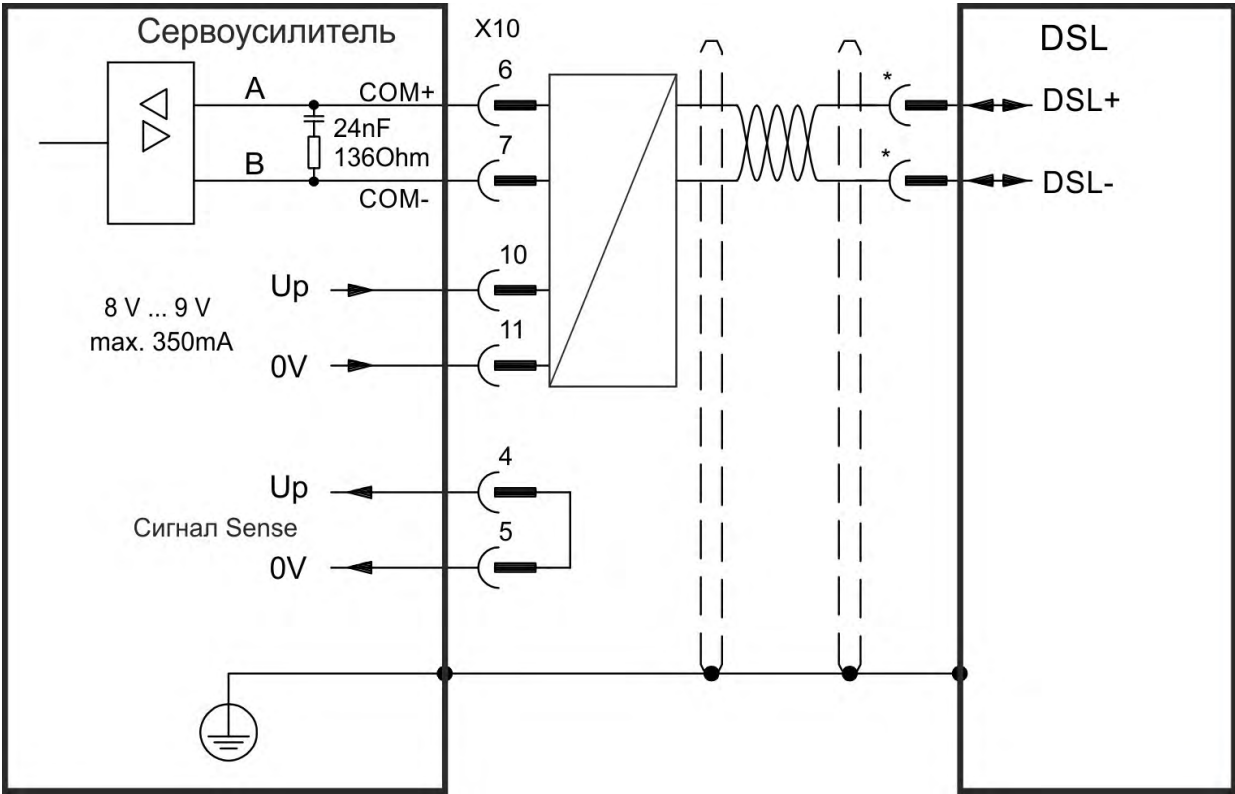 Сервоусилитель
X10
DSL
A
COM+
6
*
DSL+
24nF
136Ohm
7
B
COM-
*
DSL-
Up
10
8 V ... 9 V
max. 350mA
11
0V
4
Up
Сигнал Sense
5
0V